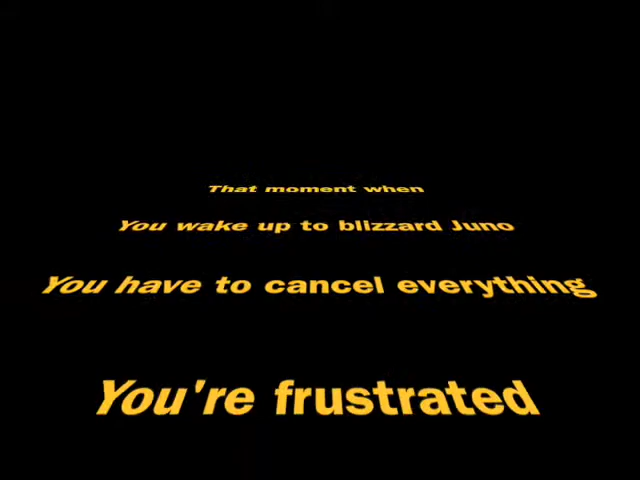 That moment when
You wake up to blizzard Juno
You have to cancel everything
You're frustrated